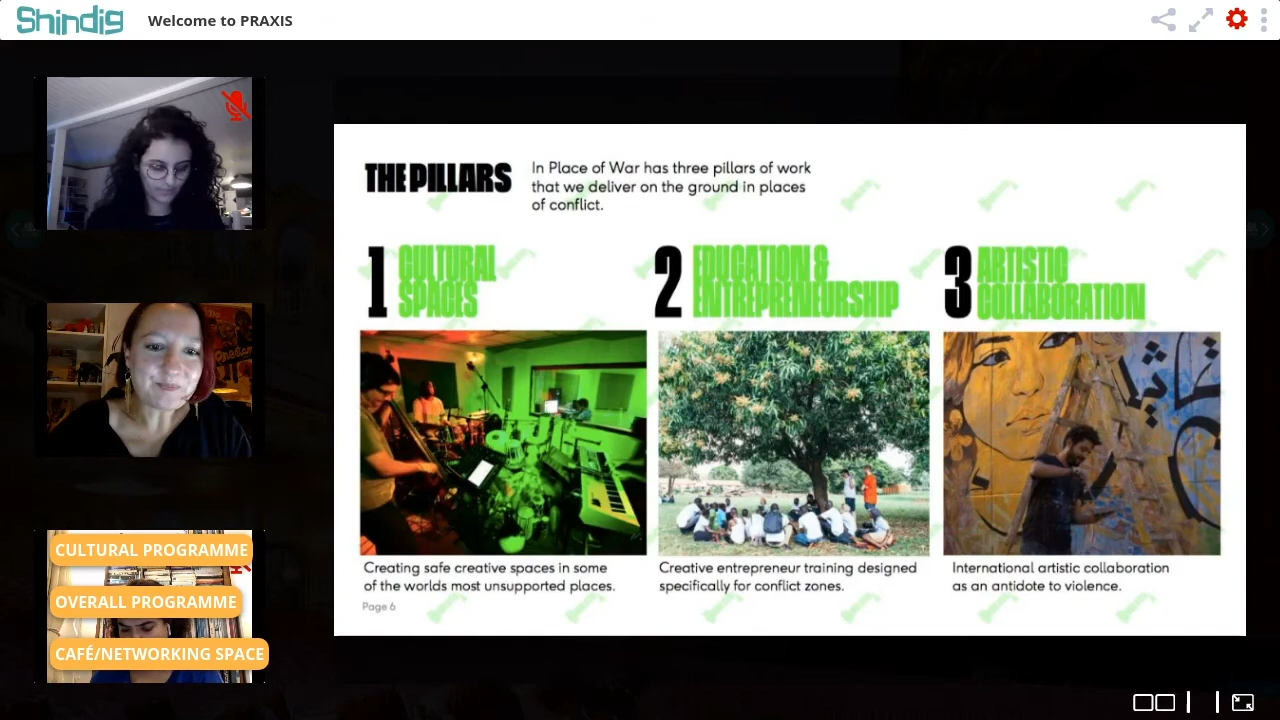 Shindig
Welcome to PRAXIS
THE PILLARS
In Place of War has three pillars of work
that we deliver on the ground in places
of conflict.
1 CULTURAL
SPACES
2 EDUCATION &
ENTREPRENEURSHIP
3 ARTISTIC
COLLABORATION
Creating safe creative spaces in some
of the worlds most unsupported places.
Creative entrepreneur training designed
specifically for conflict zones.
International artistic collaboration
as an antidote to violence.
Page 6
CULTURAL PROGRAMME
OVERALL PROGRAMME
CAFÉ/NETWORKING SPACE